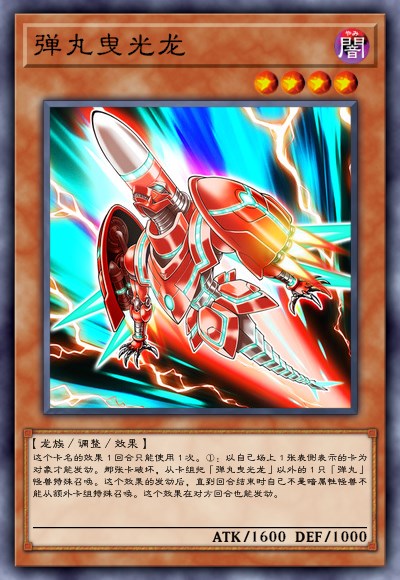 弹丸曳光龙
やみ
闇
【龙族／调整／效果】
这个卡名的效果1回合只能使用1次。①：以自己场上1张表侧表示的卡为
对象才能发动。那张卡破坏，从卡组把「弹丸曳光龙」以外的1只「弹丸」
怪兽特殊召唤。这个效果的发动后，直到回合结束时自己不是暗属性怪兽不
能从额外卡组特殊召唤。这个效果在对方回合也能发动。
ATK/1600 DEF/1000